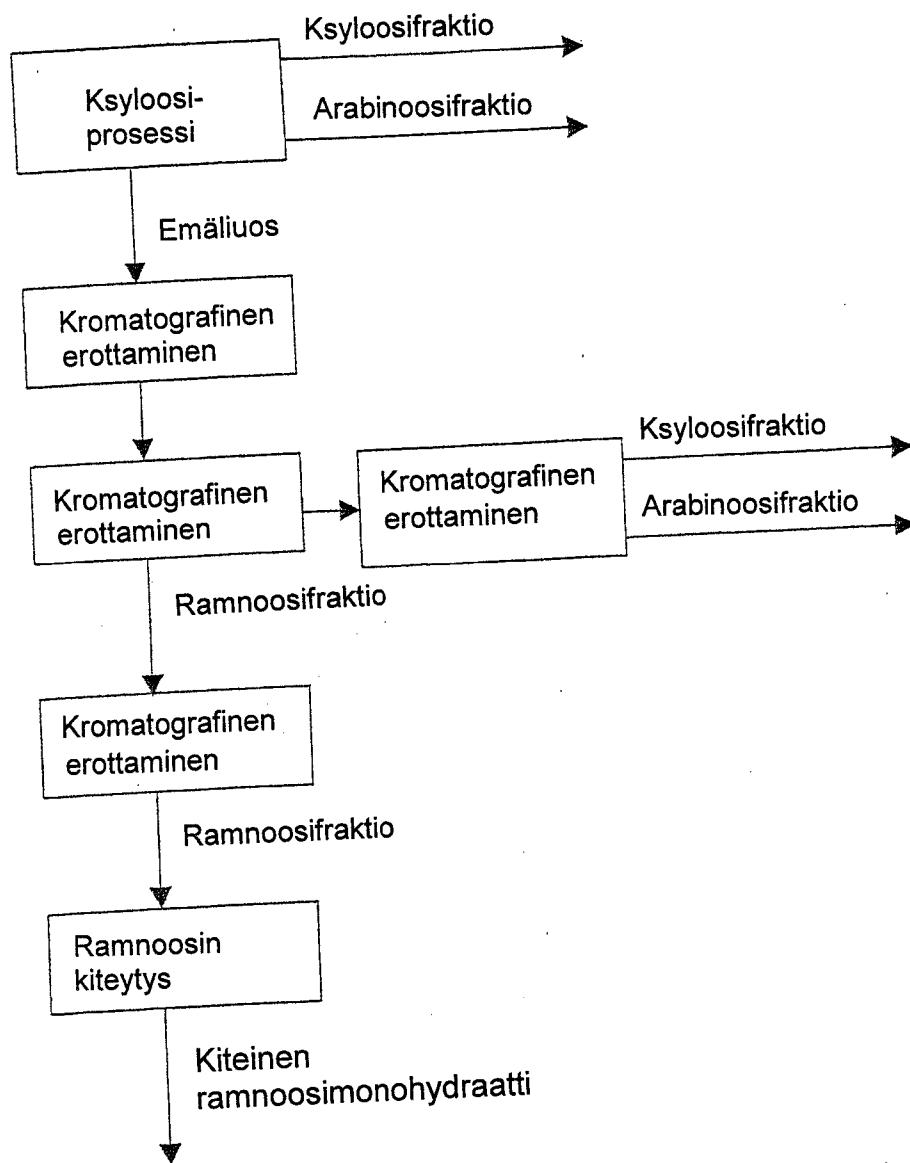 Ksyloosifraktio
Ksyloosi-
prosessi
Arabinoosifraktio
Emäliuos
Kromatografinen
erottaminen
Kromatografinen
erottaminen
Kromatografinen
erottaminen
Ksyloosifraktio
Arabinoosifraktio
Ramnoosifraktio
Kromatografinen
erottaminen
Ramnoosifraktio
Ramnoosin
kiteytys
Kiteinen
ramnoosimonohydraatti